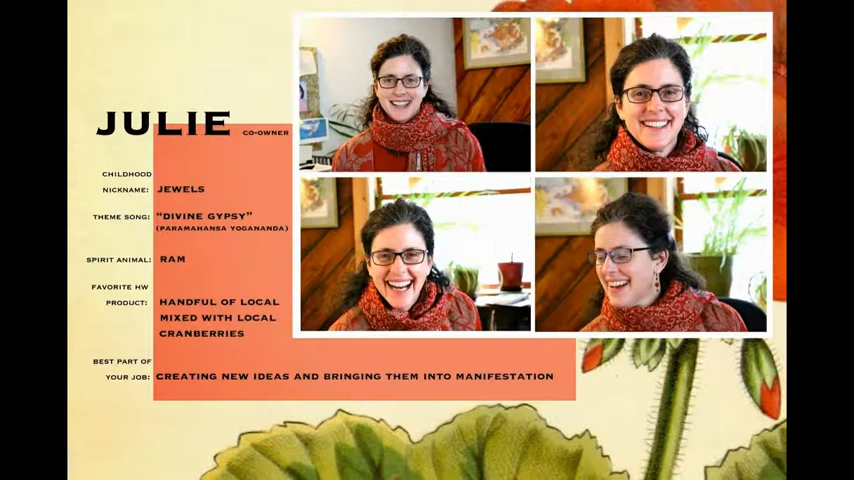 JULIE CO-OWNER
CHILDHOOD
NICKNAME: JEWELS
THEME SONG: "DIVINE GYPSY"
(PARAMAHANSA YOGANANDA)
SPIRIT ANIMAL: RAM
FAVORITE HW
PRODUCT: HANDFUL OF LOCAL
MIXED WITH LOCAL
CRANBERRIES
BEST PART OF
YOUR JOB: CREATING NEW IDEAS AND BRINGING THEM INTO MANIFESTATION